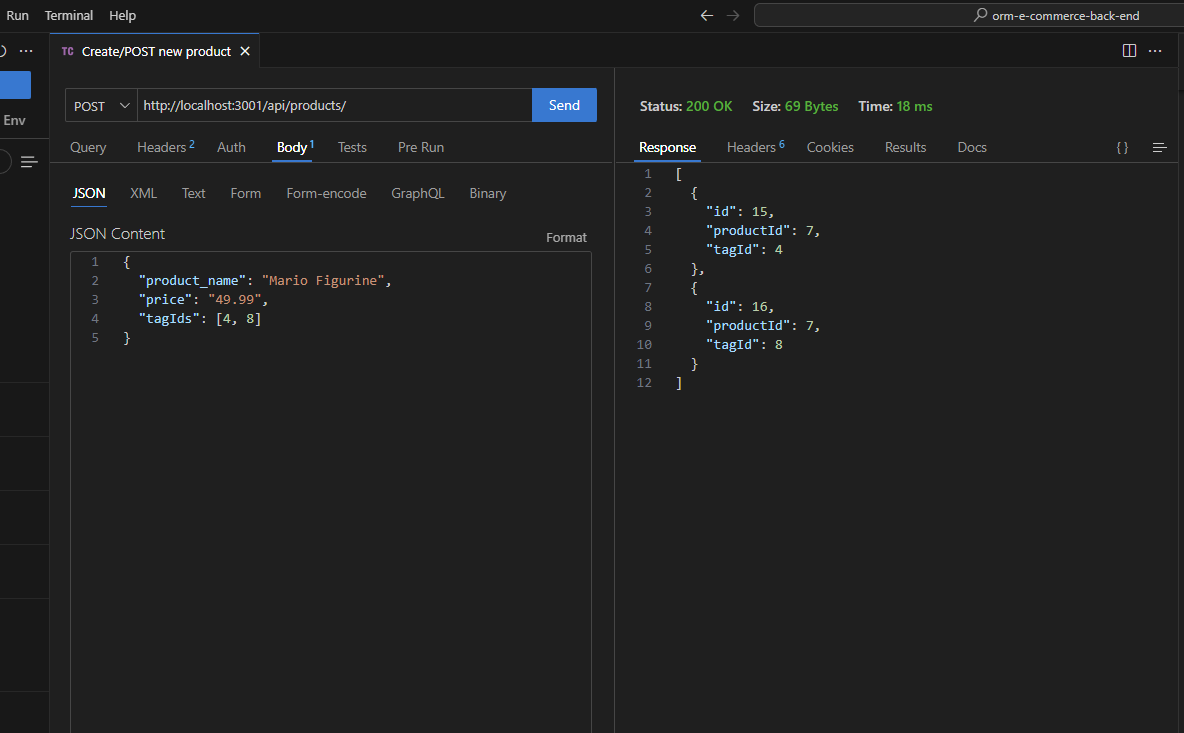 Run Terminal Help
orm-e-commerce-back-end
TC Create/POST new product
POST http://localhost:3001/api/products/ Send
Status: 200 OK Size: 69 Bytes Time: 18 ms
Env
Query Headers 2 Auth Body 1 Tests Pre Run
Response Headers 6 Cookies Results Docs { }
JSON XML Text Form Form-encode GraphQL Binary
JSON Content
Format
1 {
2 "product_name": "Mario Figurine",
3 "price": "49.99",
4 "tagIds": [4, 8]
5 }
1 [
2 {
3 "id": 15,
4 "productId": 7,
5 "tagId": 4
6 },
7 {
8 "id": 16,
9 "productId": 7,
10 "tagId": 8
11 }
12 ]